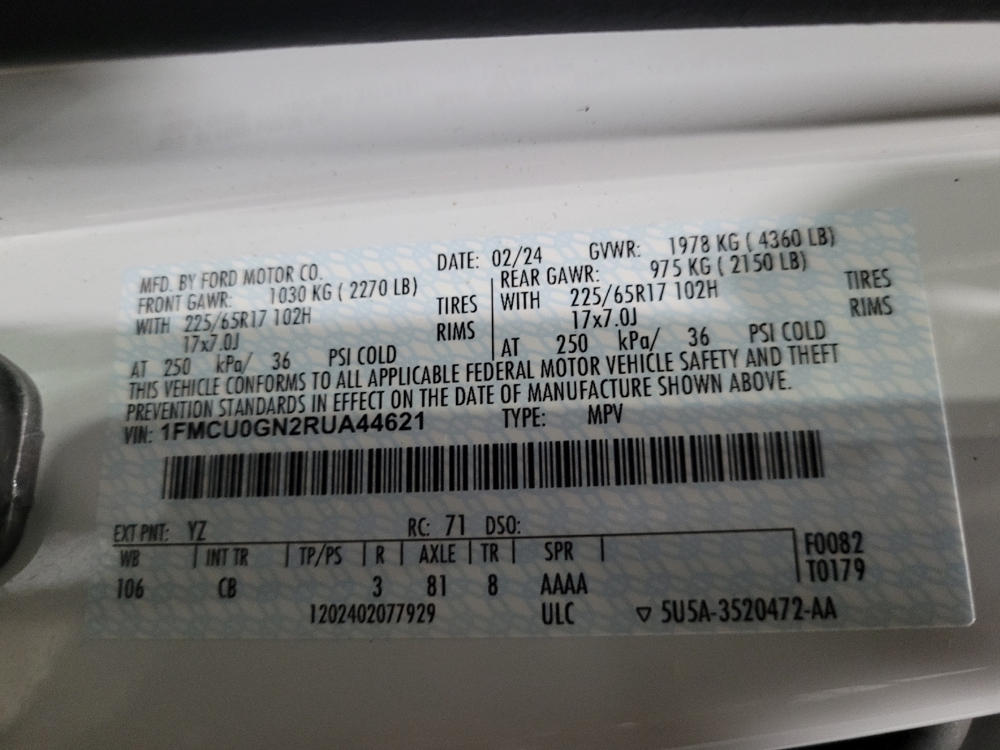 MFD. BY FORD MOTOR CO. DATE: 02/24 GVWR: 1978 KG ( 4360 LB)
FRONT GAWR: 1030 KG ( 2270 LB) REAR GAWR: 975 KG ( 2150 LB)
WITH 225/65R17 102H TIRES WITH 225/65R17 102H TIRES
17x7.0J RIMS 17x7.0J RIMS
AT 250 kPa/ 36 PSI COLD AT 250 kPa/ 36 PSI COLD
THIS VEHICLE CONFORMS TO ALL APPLICABLE FEDERAL MOTOR VEHICLE SAFETY AND THEFT
PREVENTION STANDARDS IN EFFECT ON THE DATE OF MANUFACTURE SHOWN ABOVE.
VIN: 1FMCU0GN2RUA44621 TYPE: MPV
EXT PNT: YZ RC: 71 DSO:
WB INT TR TP/PS R AXLE TR SPR F0082
106 CB 3 81 8 AAAA T0179
1202402077929 ULC ▽ 5U5A-3520472-AA